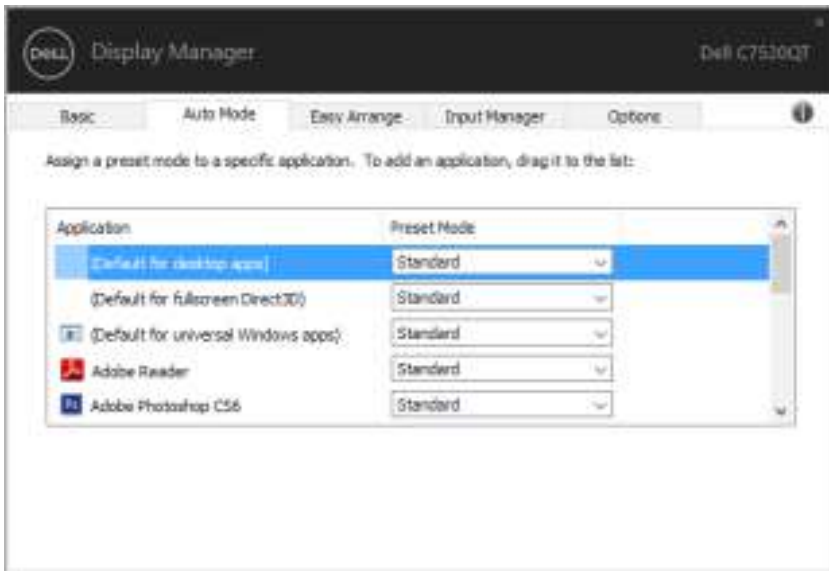 DELL Display Manager Dell C7520QT
Basic Auto Mode Easy Arrange Input Manager Options
Assign a preset mode to a specific application. To add an application, drag it to the list:
Application Preset Mode
(Default for desktop apps) Standard
(Default for fullscreen Direct3D) Standard
(Default for universal Windows apps) Standard
Adobe Reader Standard
Ps Adobe Photoshop CS6 Standard